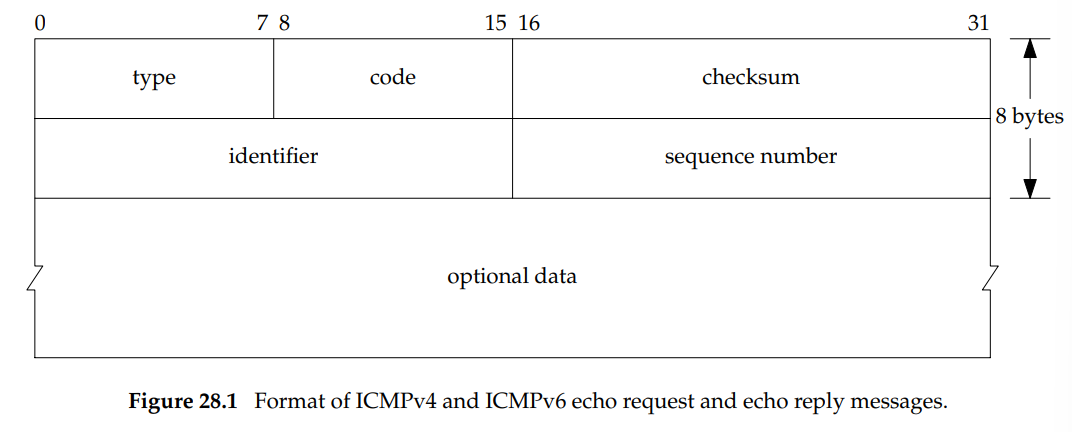 0 7 8 15 16 31
type code checksum
8 bytes
identifier sequence number
optional data
Figure 28.1 Format of ICMPv4 and ICMPv6 echo request and echo reply messages.